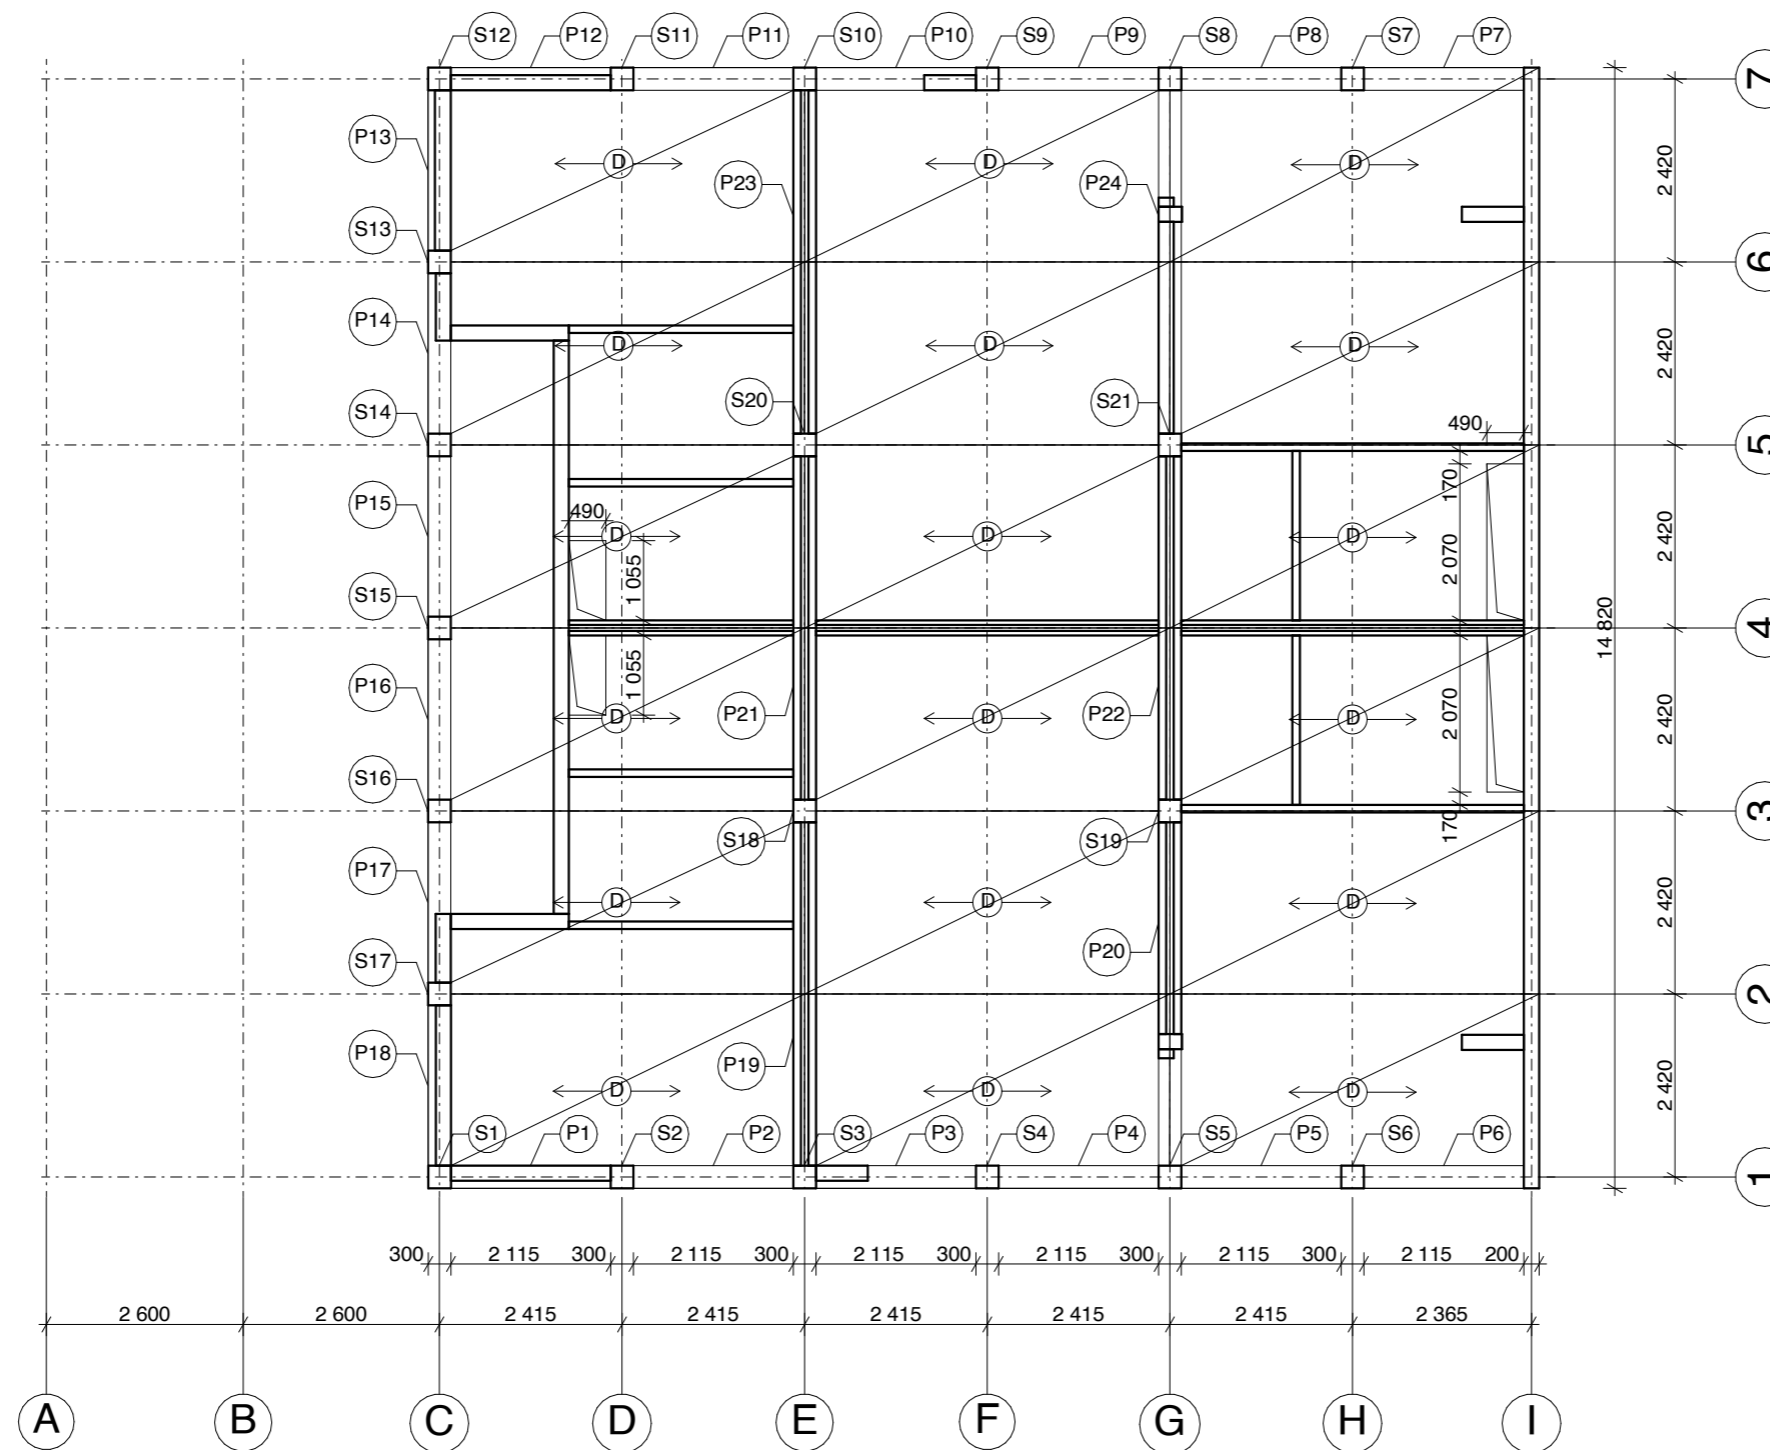 S12 P12 S11 P11 S10 P10 S9 P9 S8 P8 S7 P7
7
P13
D D D
2 420
P23 P24
S13
6
P14
D D D
2 420
S20 S21
S14
490
5
170
P15
490
D D D
1 055
2 070
2 420
S15
14 820
4
1 055
P16
D P21 D P22 D
2 070
2 420
S16
3
S18 S19
170
P17
D D D
2 420
P20
S17
2
P18
P19
D D D
2 420
S1 P1 S2 P2 S3 P3 S4 P4 S5 P5 S6 P6
1
300 2 115 300 2 115 300 2 115 300 2 115 300 2 115 300 2 115 200
2 600 2 600 2 415 2 415 2 415 2 415 2 415 2 365
A B C D E F G H I